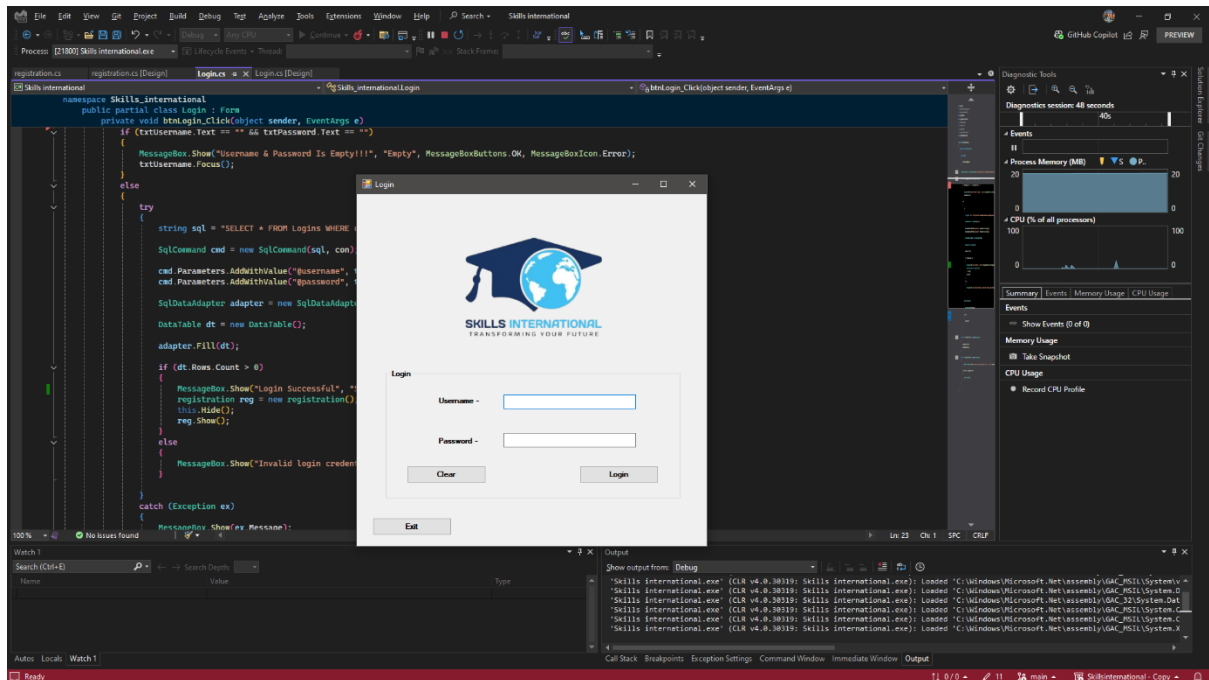 File Edit View Git Project Build Debug Test Analyze Tools Extensions Window Help Search Skills international
Debug Any CPU Continue GitHub Copilot PREVIEW
Process: [21800] Skills international.exe Lifecycle Events Thread: Stack Frame:
registration.cs registration.cs [Design] Login.cs Login.cs [Design]
Skills international Skills_international.Login btnLogin_Click(object sender, EventArgs e)
namespace Skills_international
public partial class Login : Form
private void btnLogin_Click(object sender, EventArgs e)
if (txtUsername.Text == "" && txtPassword.Text == "")
{
MessageBox.Show("Username & Password Is Empty!!!", "Empty", MessageBoxButtons.OK, MessageBoxIcon.Error);
txtUsername.Focus();
}
else
{
try
{
string sql = "SELECT * FROM Logins WHERE
SqlCommand cmd = new SqlCommand(sql, con)
cmd.Parameters.AddWithValue("@username",
cmd.Parameters.AddWithValue("@password",
SqlDataAdapter adapter = new SqlDataAdapte
DataTable dt = new DataTable();
adapter.Fill(dt);
if (dt.Rows.Count > 0)
{
MessageBox.Show("Login Successful",
registration reg = new registration()
this.Hide();
reg.Show();
}
else
{
MessageBox.Show("Invalid login creden
}
}
catch (Exception ex)
{
MessageBox.Show(ex.Message);
Login
SKILLS INTERNATIONAL
TRANSFORMING YOUR FUTURE
Login
Username -
Password -
Clear Login
Exit
Diagnostic Tools
Diagnostics session: 48 seconds
40s
Events
Process Memory (MB) S P..
20 20
0 0
CPU (% of all processors)
100 100
0 0
Summary Events Memory Usage CPU Usage
Events
Show Events (0 of 0)
Memory Usage
Take Snapshot
CPU Usage
Record CPU Profile
Solution Explorer
Git Changes
100% No issues found Ln: 23 Ch: 1 SPC CRLF
Watch 1
Search (Ctrl+E) Search Depth:
Name Value Type
Autos Locals Watch 1
Output
Show output from: Debug
'Skills international.exe' (CLR v4.0.30319: Skills international.exe): Loaded 'C:\Windows\Microsoft.Net\assembly\GAC_MSIL\System\v
'Skills international.exe' (CLR v4.0.30319: Skills international.exe): Loaded 'C:\Windows\Microsoft.Net\assembly\GAC_MSIL\System.D
'Skills international.exe' (CLR v4.0.30319: Skills international.exe): Loaded 'C:\Windows\Microsoft.Net\assembly\GAC_32\System.Dat
'Skills international.exe' (CLR v4.0.30319: Skills international.exe): Loaded 'C:\Windows\Microsoft.Net\assembly\GAC_MSIL\System.C
'Skills international.exe' (CLR v4.0.30319: Skills international.exe): Loaded 'C:\Windows\Microsoft.Net\assembly\GAC_MSIL\System.C
'Skills international.exe' (CLR v4.0.30319: Skills international.exe): Loaded 'C:\Windows\Microsoft.Net\assembly\GAC_MSIL\System.X
Call Stack Breakpoints Exception Settings Command Window Immediate Window Output
Ready 0 / 0 11 main Skillsinternational - Copy